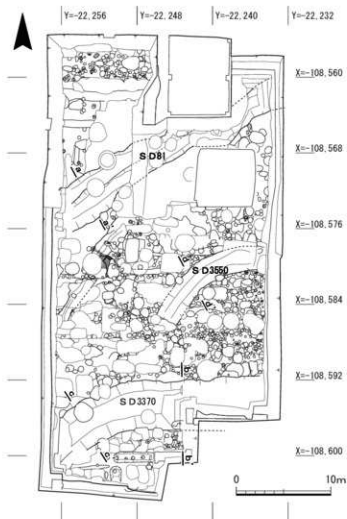 Y=-22,256 Y=-22,248 Y=-22,240 Y=-22,232
X=-108,560
X=-108,568
SD81
a
a
X=-108,576
d
SD3550
d
X=-108,584
X=-108,592
b
c
SD3370
c
b
X=-108,600
0 10m